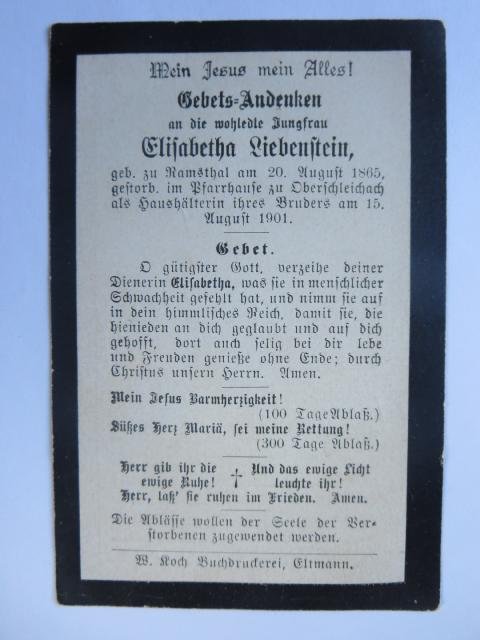 Mein Jesus mein Alles!
Gebets-Andenken
an die wohledle Jungfrau
Elisabetha Liebenstein,
geb. zu Ramsthal am 20. August 1865,
gestorb. im Pfarrhause zu Oberschleichach
als Haushälterin ihres Bruders am 15.
August 1901.
Gebet.
O gütigster Gott, verzeihe deiner
Dienerin Elisabetha, was sie in menschlicher
Schwachheit gefehlt hat, und nimm sie auf
in dein himmlisches Reich, damit sie, die
hienieden an dich geglaubt und auf dich
gehofft, dort auch selig bei dir lebe
und Freuden genieße ohne Ende; durch
Christus unsern Herrn. Amen.
Mein Jesus Barmherzigkeit!
(100 Tage Ablaß.)
Süßes Herz Mariä, sei meine Rettung!
(300 Tage Ablaß.)
Herr gib ihr die † Und das ewige Licht
ewige Ruhe! leuchte ihr!
Herr, laß' sie ruhen im Frieden. Amen.
Die Ablässe wollen der Seele der Ver-
storbenen zugewendet werden.
W. Koch Buchdruckerei, Eltmann.